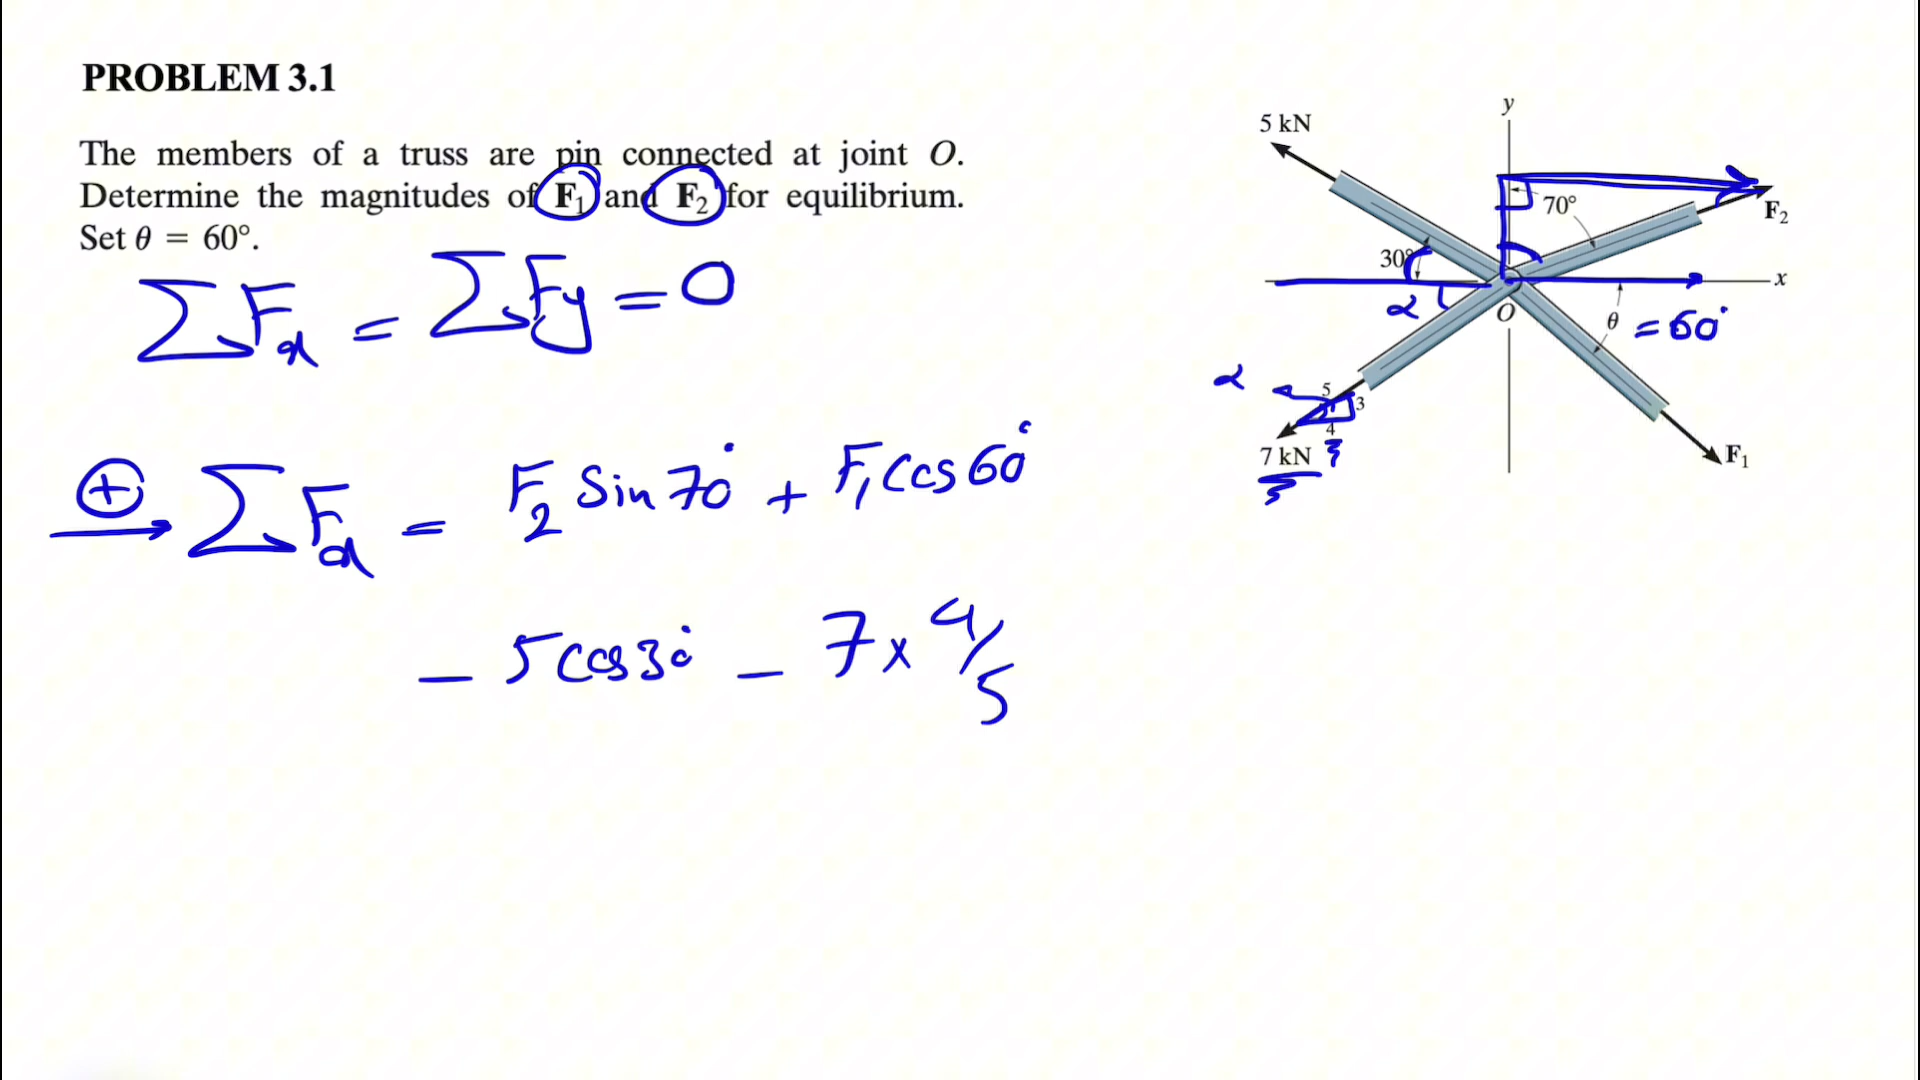 PROBLEM 3.1
The members of a truss are pin connected at joint O.
Determine the magnitudes of F₁ and F₂ for equilibrium.
Set θ = 60°.
ΣFx = ΣFy = 0
⊕ ΣFx = F₂ Sin 70° + F₁ Cos 60°
− 5 Cos 30° − 7 × 4/5
y
5 kN
70°
F₂
30°
x
α
O
θ = 60°
α
5
3
4
7 kN
F₁